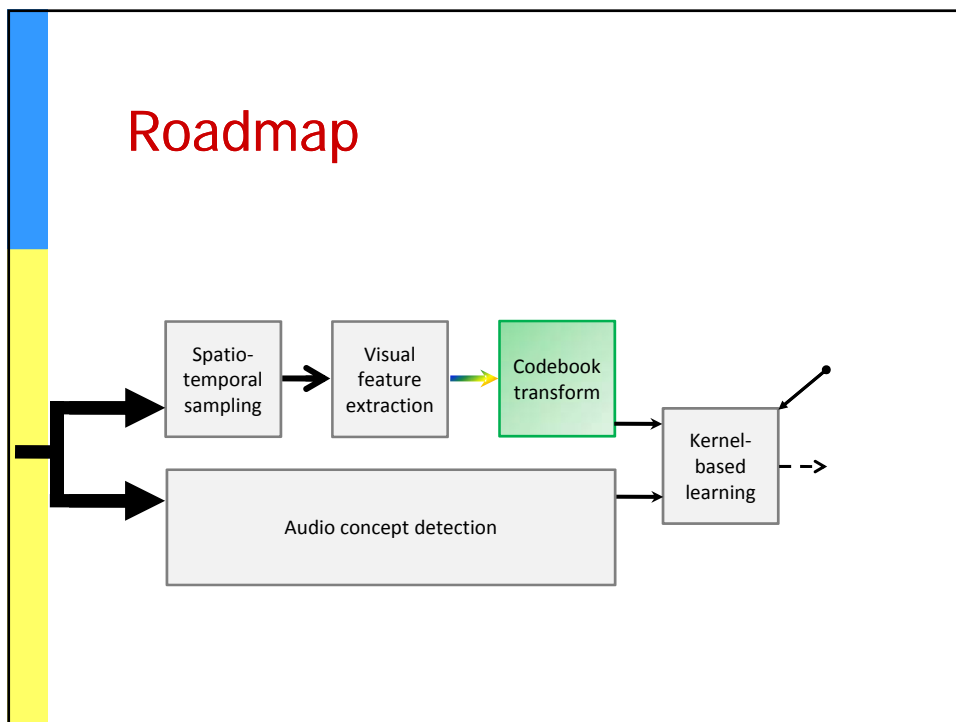 Roadmap
Spatio-
temporal
sampling
Visual
feature
extraction
Codebook
transform
Kernel-
based
learning
Audio concept detection